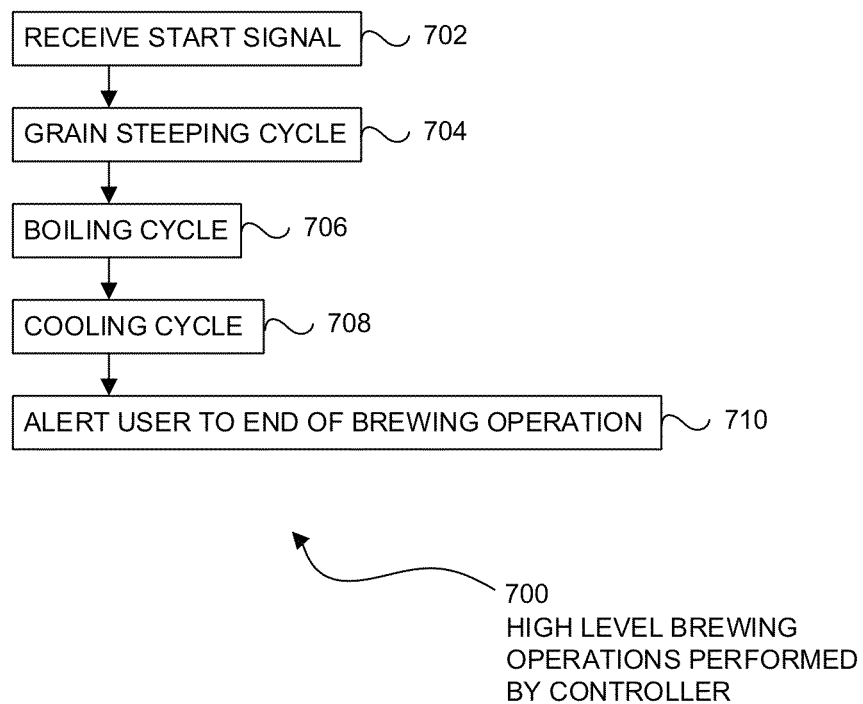 RECEIVE START SIGNAL 702
GRAIN STEEPING CYCLE 704
BOILING CYCLE 706
COOLING CYCLE 708
ALERT USER TO END OF BREWING OPERATION 710
700
HIGH LEVEL BREWING
OPERATIONS PERFORMED
BY CONTROLLER